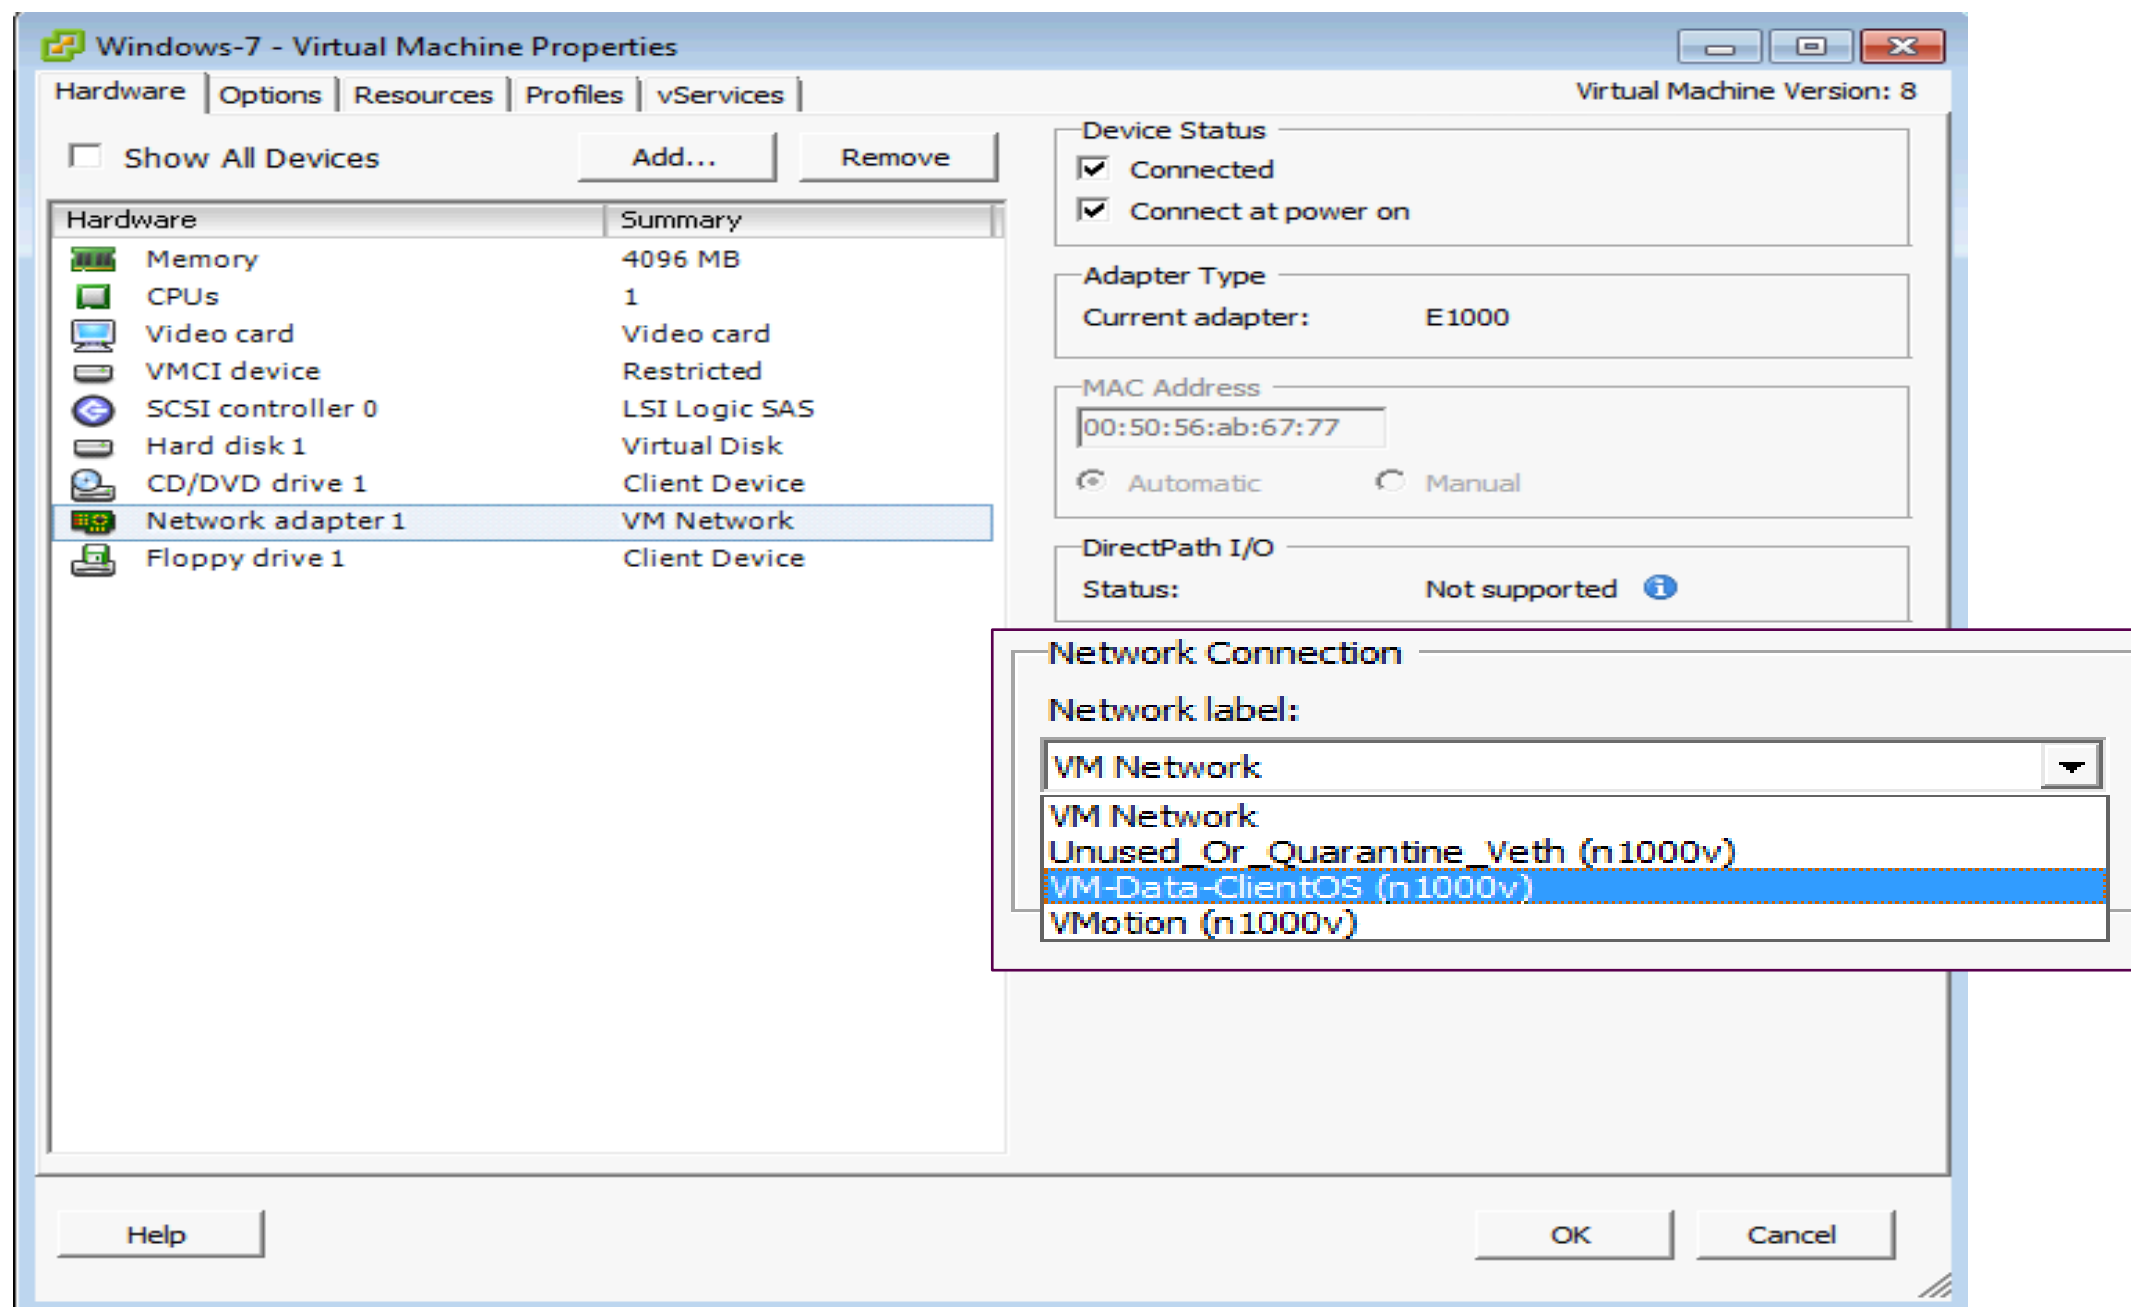 Windows-7 - Virtual Machine Properties
Hardware Options Resources Profiles vServices Virtual Machine Version: 8
Show All Devices Add... Remove
Hardware Summary
Memory 4096 MB
CPUs 1
Video card Video card
VMCI device Restricted
SCSI controller 0 LSI Logic SAS
Hard disk 1 Virtual Disk
CD/DVD drive 1 Client Device
Network adapter 1 VM Network
Floppy drive 1 Client Device
Device Status
Connected
Connect at power on
Adapter Type
Current adapter: E1000
MAC Address
00:50:56:ab:67:77
Automatic Manual
DirectPath I/O
Status: Not supported
Network Connection
Network label:
VM Network
VM Network
Unused_Or_Quarantine_Veth (n1000v)
VM-Data-ClientOS (n1000v)
VMotion (n1000v)
Help OK Cancel